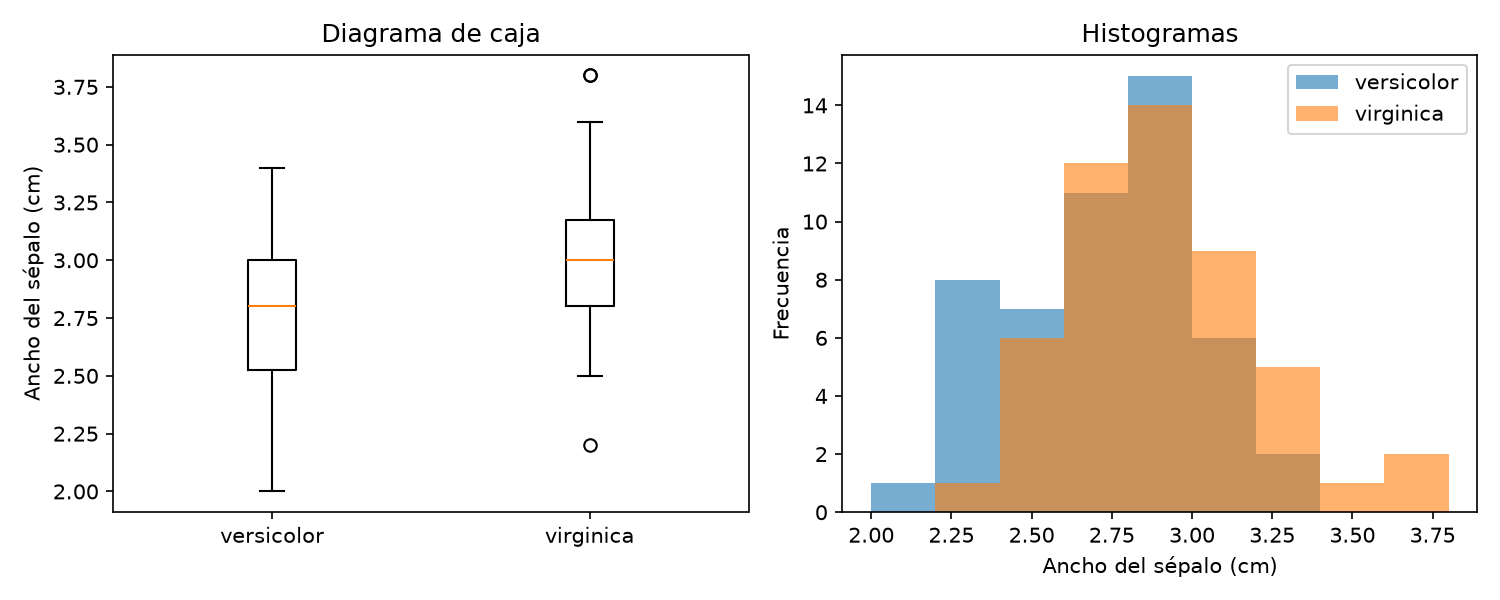 Diagrama de caja
Ancho del sépalo (cm)
3.75
3.50
3.25
3.00
2.75
2.50
2.25
2.00
versicolor
virginica
Histogramas
versicolor
virginica
Frecuencia
14
12
10
8
6
4
2
0
2.00 2.25 2.50 2.75 3.00 3.25 3.50 3.75
Ancho del sépalo (cm)